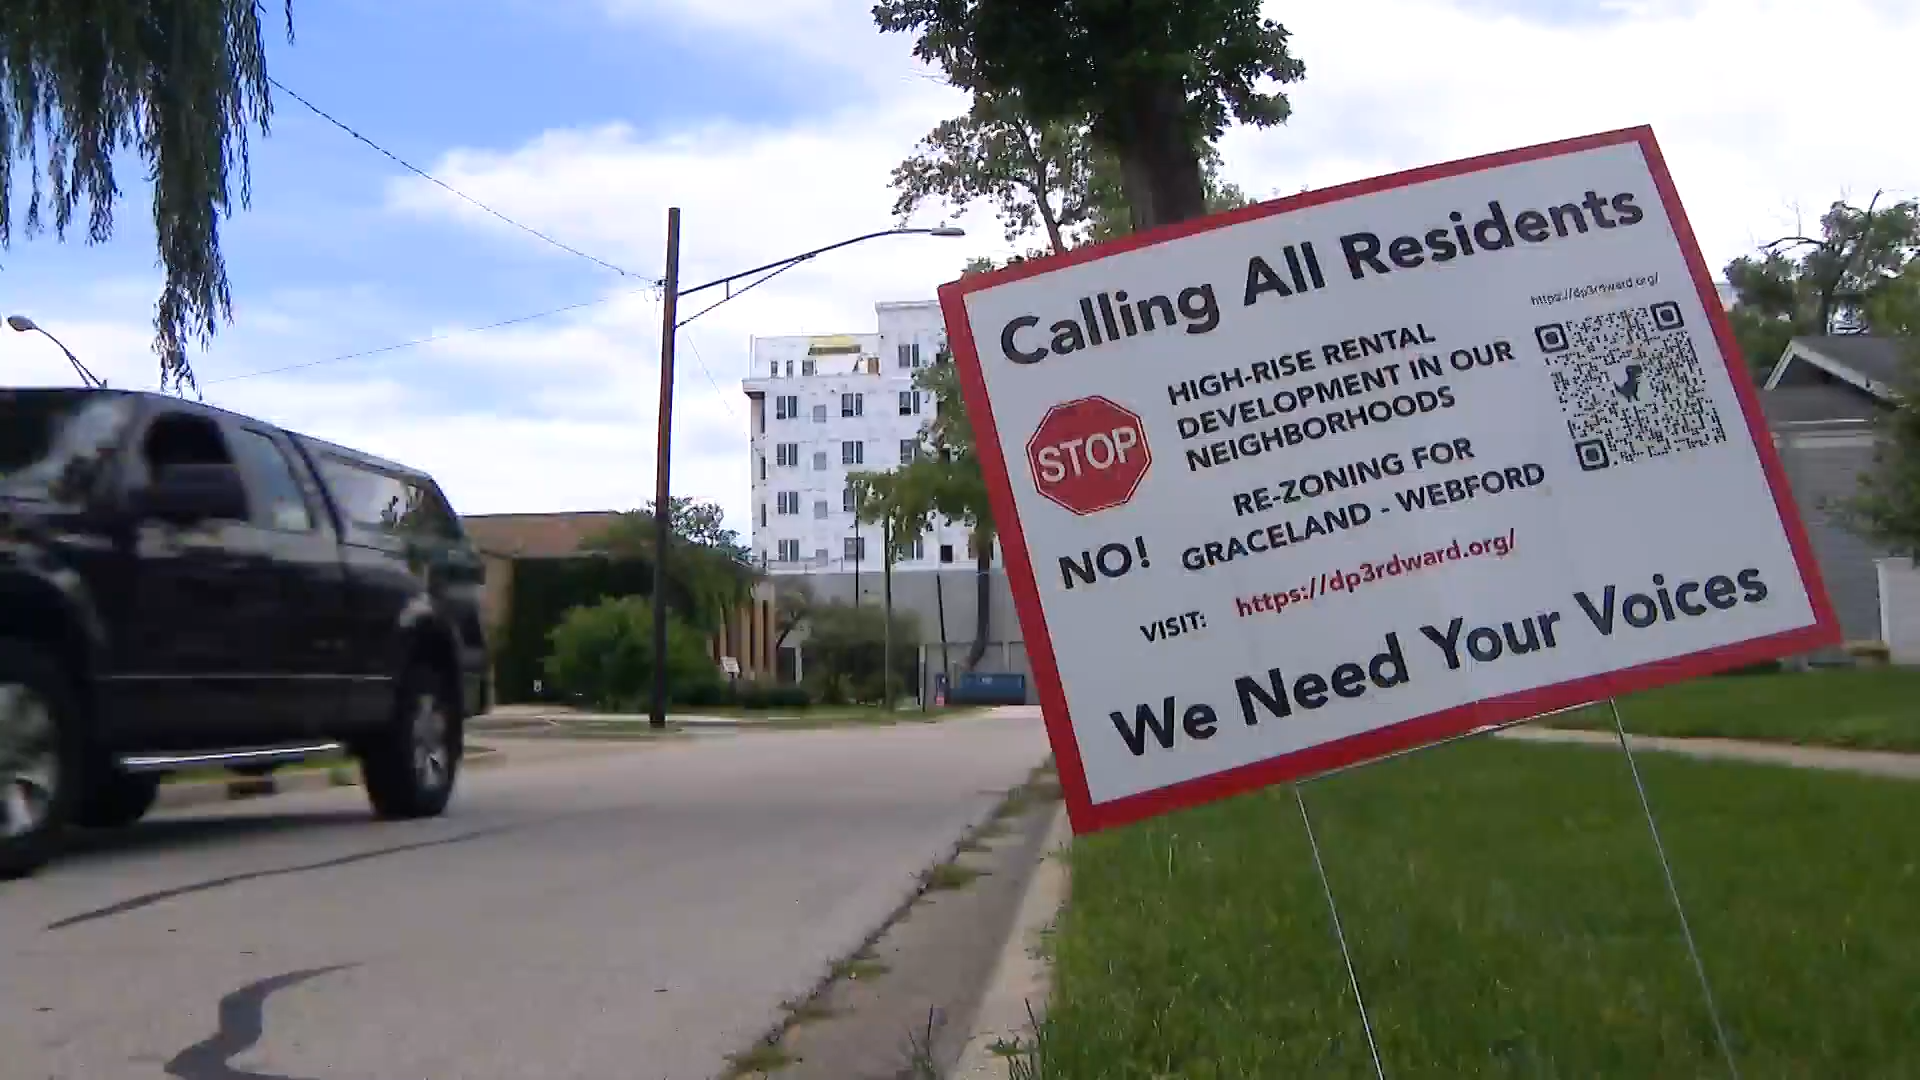 Calling All Residents
https://dp3rdward.org/
STOP
HIGH-RISE RENTAL
DEVELOPMENT IN OUR
NEIGHBORHOODS
NO!
RE-ZONING FOR
GRACELAND - WEBFORD
VISIT: https://dp3rdward.org/
We Need Your Voices